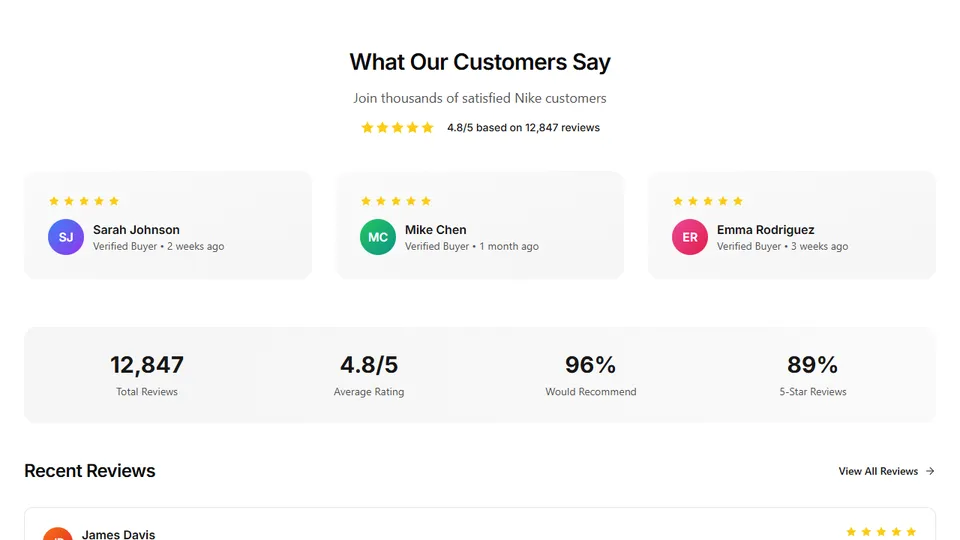 What Our Customers Say
Join thousands of satisfied Nike customers
4.8/5 based on 12,847 reviews
SJ
Sarah Johnson
Verified Buyer • 2 weeks ago
MC
Mike Chen
Verified Buyer • 1 month ago
ER
Emma Rodriguez
Verified Buyer • 3 weeks ago
12,847
Total Reviews
4.8/5
Average Rating
96%
Would Recommend
89%
5-Star Reviews
Recent Reviews
View All Reviews →
James Davis